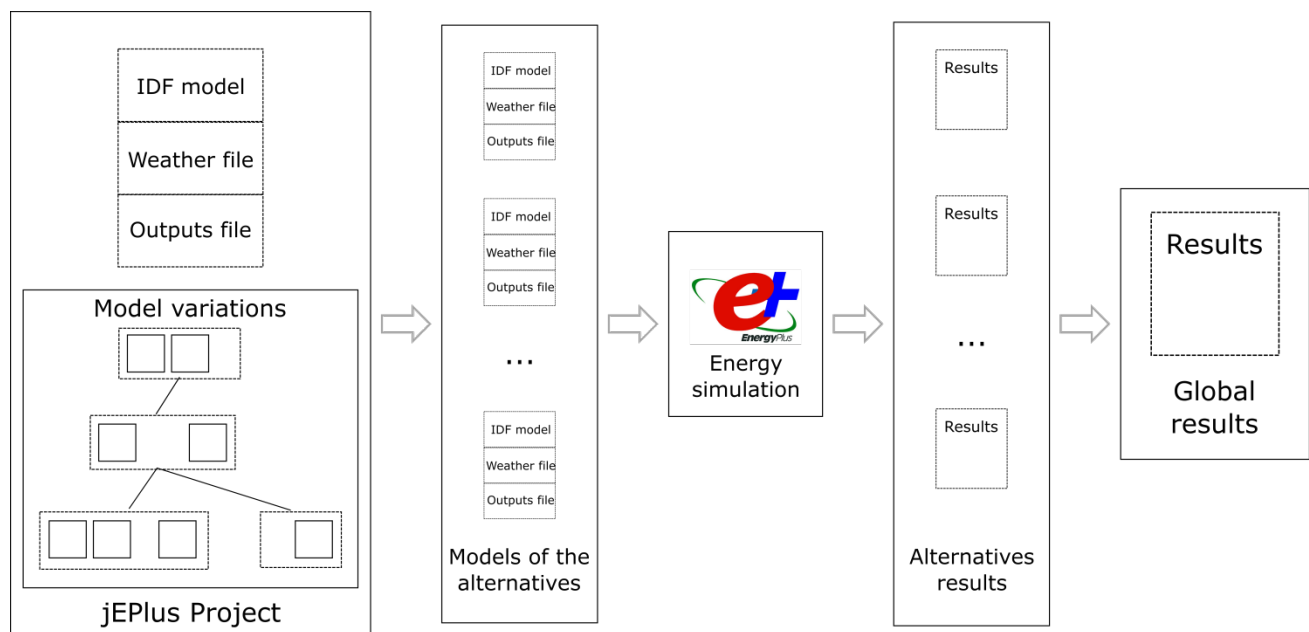 IDF model
Weather file
Outputs file
Model variations
jEPlus Project
IDF model
Weather file
Outputs file
IDF model
Weather file
Outputs file
...
IDF model
Weather file
Outputs file
Models of the
alternatives
e+
EnergyPlus
Energy
simulation
Results
Results
...
Results
Alternatives
results
Results
Global
results